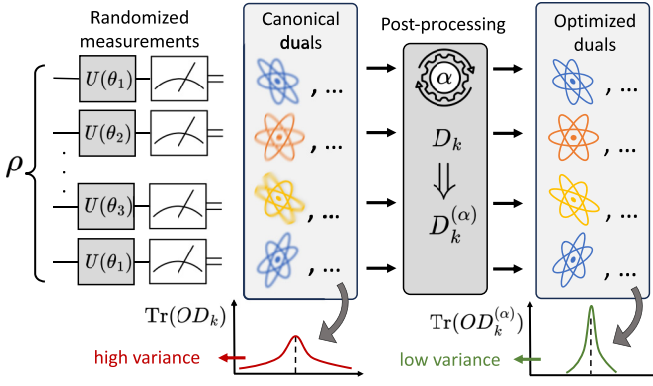 Randomized
measurements
Canonical
duals
Post-processing
Optimized
duals
ρ
U(θ₁)
U(θ₂)
U(θ₃)
U(θ₁)
, ...
, ...
, ...
, ...
α
Dₖ
⇓
Dₖ^(α)
, ...
, ...
, ...
, ...
Tr(ODₖ)
high variance
Tr(ODₖ^(α))
low variance